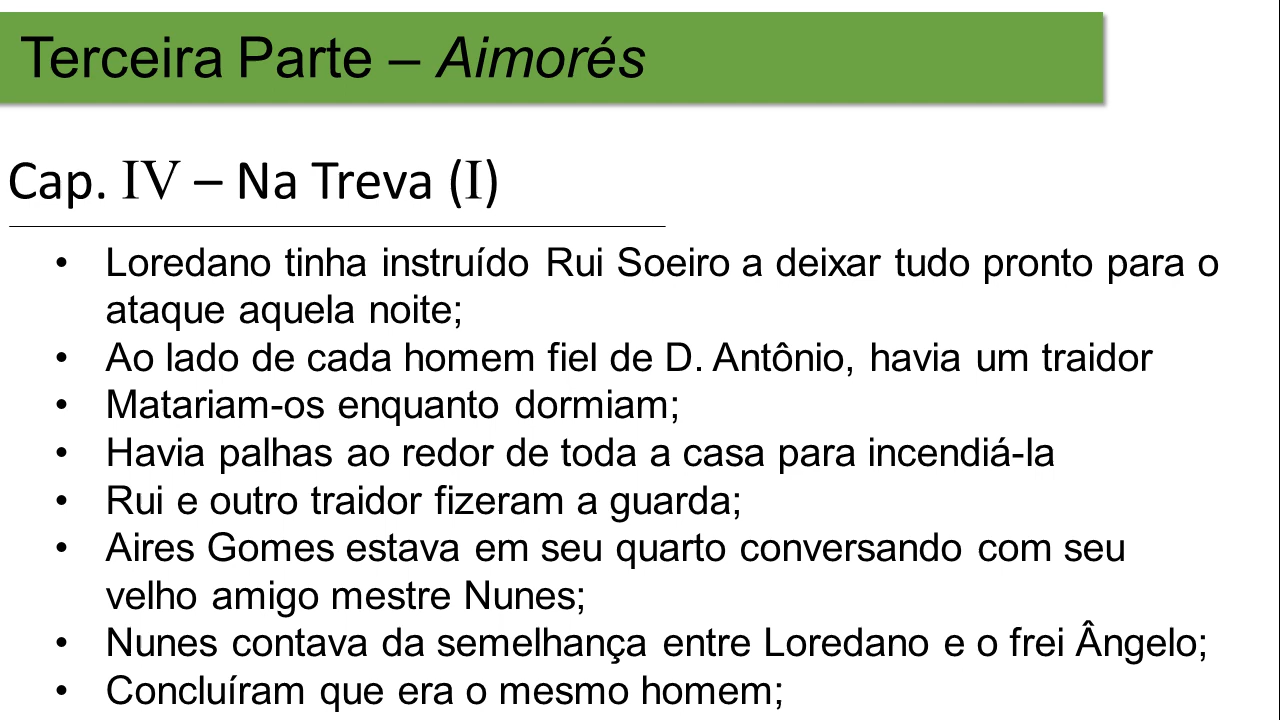 Terceira Parte – Aimorés
Cap. IV – Na Treva (I)
• Loredano tinha instruído Rui Soeiro a deixar tudo pronto para o
ataque aquela noite;
• Ao lado de cada homem fiel de D. Antônio, havia um traidor
• Matariam-os enquanto dormiam;
• Havia palhas ao redor de toda a casa para incendiá-la
• Rui e outro traidor fizeram a guarda;
• Aires Gomes estava em seu quarto conversando com seu
velho amigo mestre Nunes;
• Nunes contava da semelhança entre Loredano e o frei Ângelo;
• Concluíram que era o mesmo homem;